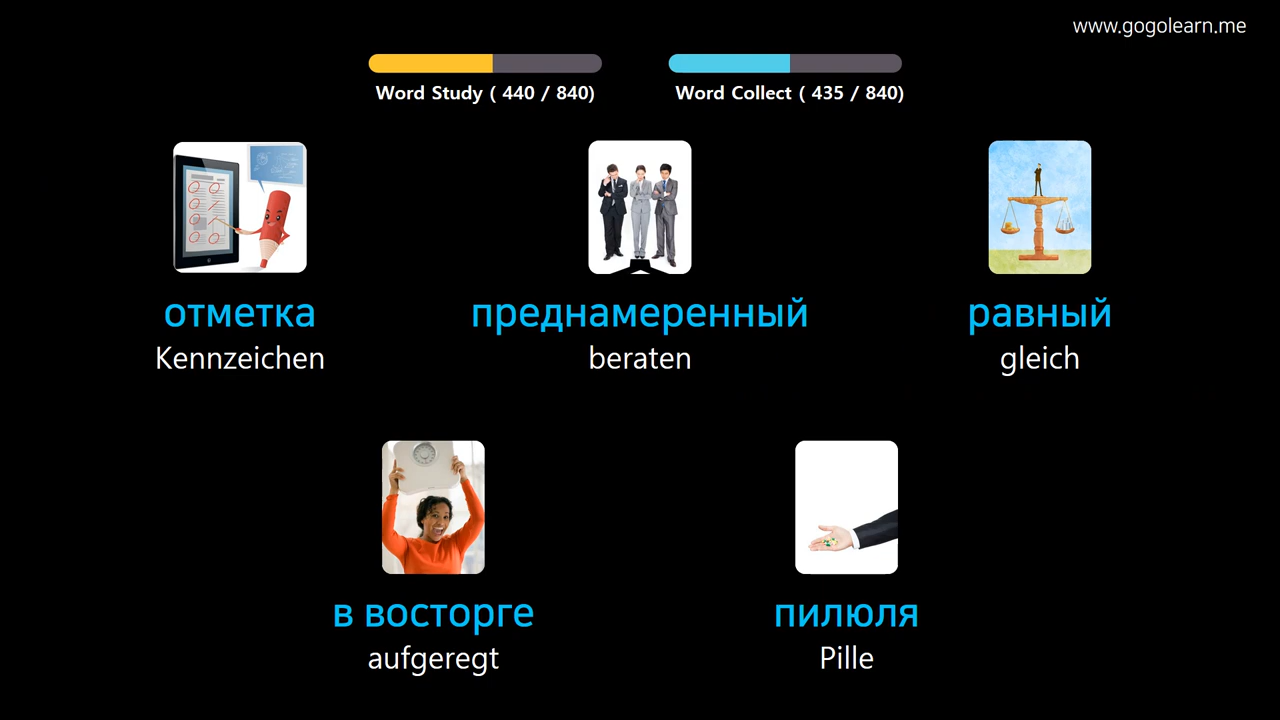 www.gogolearn.me
Word Study ( 440 / 840)
Word Collect ( 435 / 840)
отметка
Kennzeichen
преднамеренный
beraten
равный
gleich
в восторге
aufgeregt
пилюля
Pille